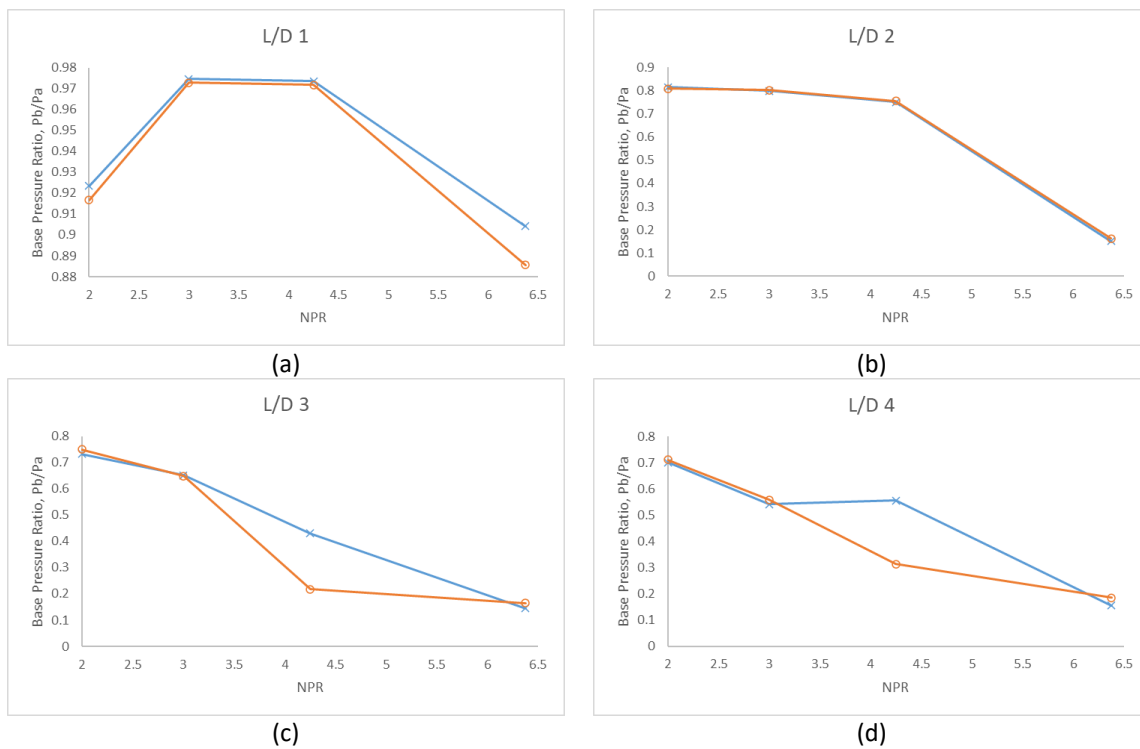 L/D 1
Base Pressure Ratio, Pb/Pa
0.98
0.97
0.96
0.95
0.94
0.93
0.92
0.91
0.9
0.89
0.88
2 2.5 3 3.5 4 4.5 5 5.5 6 6.5
NPR
(a)
L/D 2
Base Pressure Ratio, Pb/Pa
0.9
0.8
0.7
0.6
0.5
0.4
0.3
0.2
0.1
0
2 2.5 3 3.5 4 4.5 5 5.5 6 6.5
NPR
(b)
L/D 3
Base Pressure Ratio, Pb/Pa
0.8
0.7
0.6
0.5
0.4
0.3
0.2
0.1
0
2 2.5 3 3.5 4 4.5 5 5.5 6 6.5
NPR
(c)
L/D 4
Base Pressure Ratio, Pb/Pa
0.8
0.7
0.6
0.5
0.4
0.3
0.2
0.1
0
2 2.5 3 3.5 4 4.5 5 5.5 6 6.5
NPR
(d)